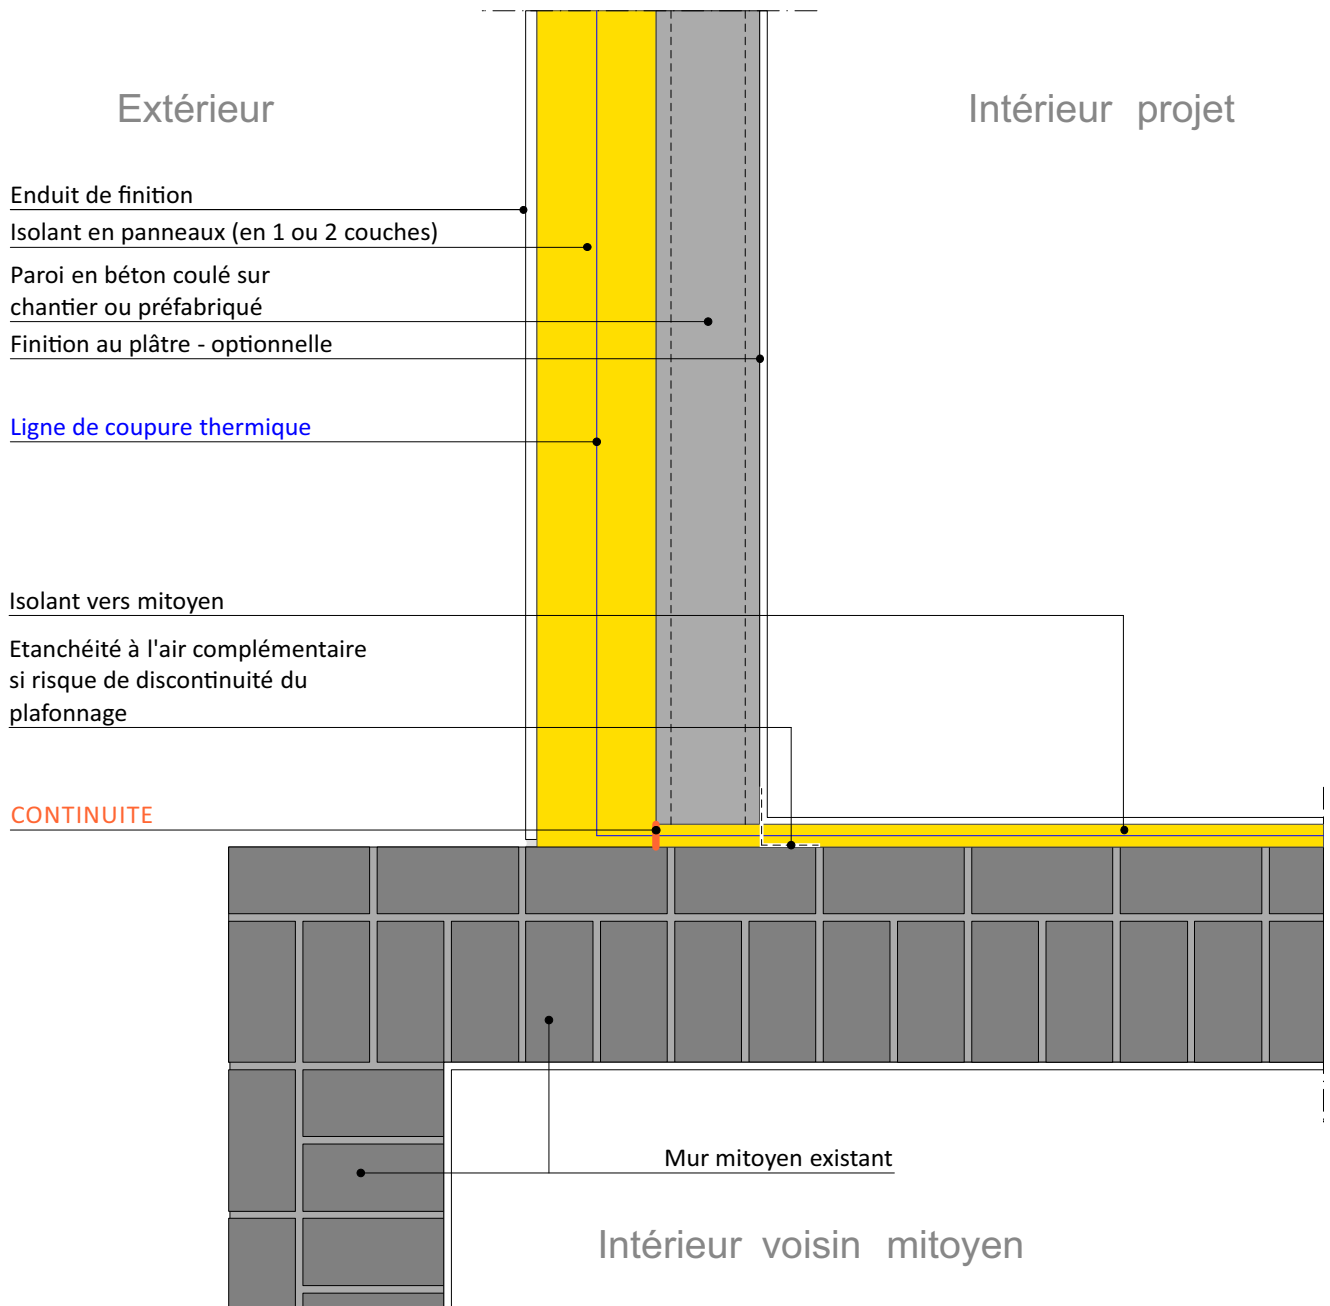 Extérieur
Intérieur projet
Enduit de finition
Isolant en panneaux (en 1 ou 2 couches)
Paroi en béton coulé sur
chantier ou préfabriqué
Finition au plâtre - optionnelle
Ligne de coupure thermique
Isolant vers mitoyen
Etanchéité à l'air complémentaire
si risque de discontinuité du
plafonnage
CONTINUITE
Mur mitoyen existant
Intérieur voisin mitoyen